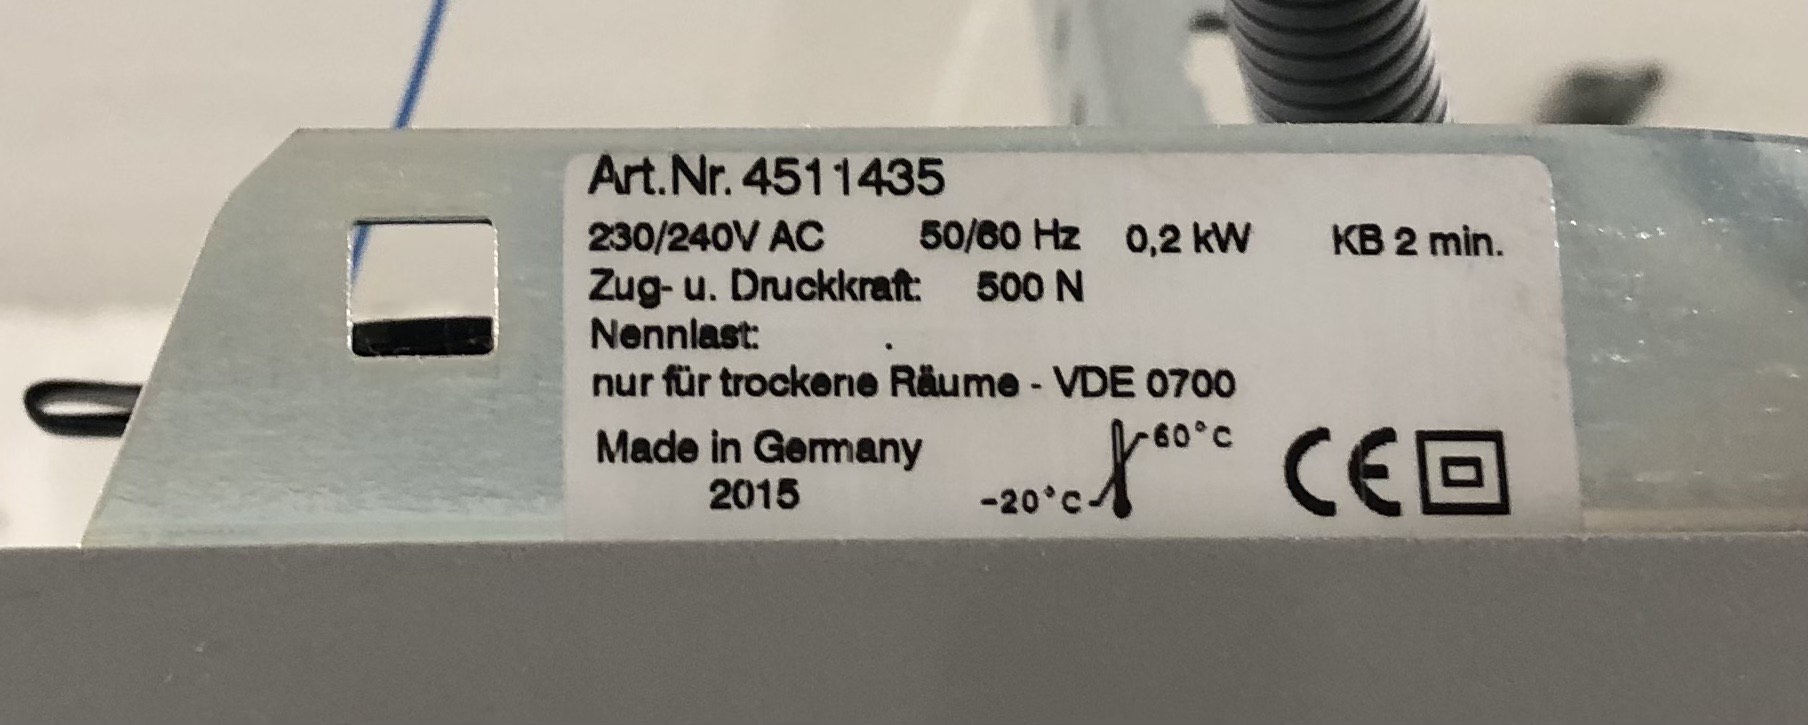 Art.Nr. 4511435
230/240V AC 50/60 Hz 0,2 kW KB 2 min.
Zug- u. Druckkraft: 500 N
Nennlast: .
nur für trockene Räume - VDE 0700
Made in Germany
2015
-20°C
60°C
CE